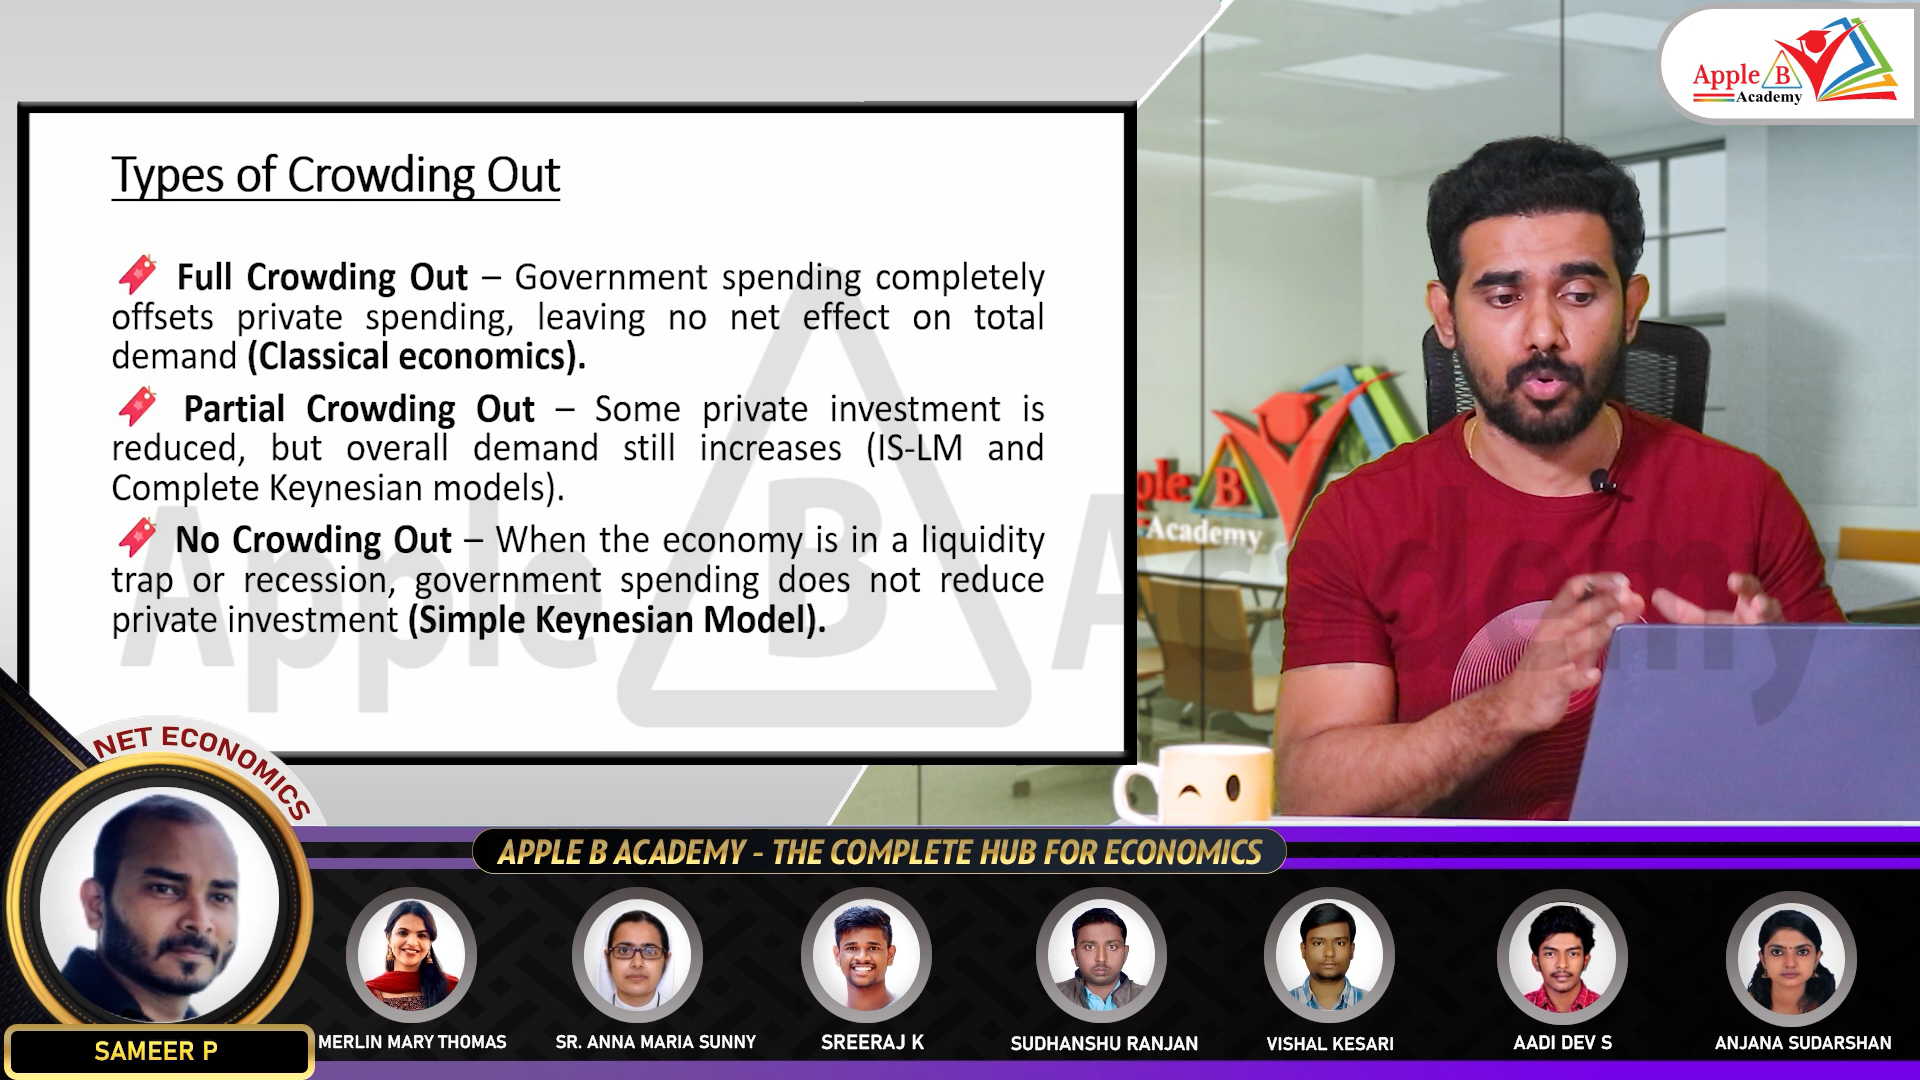 Apple B
Academy
Types of Crowding Out
Full Crowding Out – Government spending completely
offsets private spending, leaving no net effect on total
demand (Classical economics).
Partial Crowding Out – Some private investment is
reduced, but overall demand still increases (IS-LM and
Complete Keynesian models).
No Crowding Out – When the economy is in a liquidity
trap or recession, government spending does not reduce
private investment (Simple Keynesian Model).
Apple B Academy
ple B
Academy
NET ECONOMICS
APPLE B ACADEMY - THE COMPLETE HUB FOR ECONOMICS
SAMEER P
MERLIN MARY THOMAS
SR. ANNA MARIA SUNNY
SREERAJ K
SUDHANSHU RANJAN
VISHAL KESARI
AADI DEV S
ANJANA SUDARSHAN